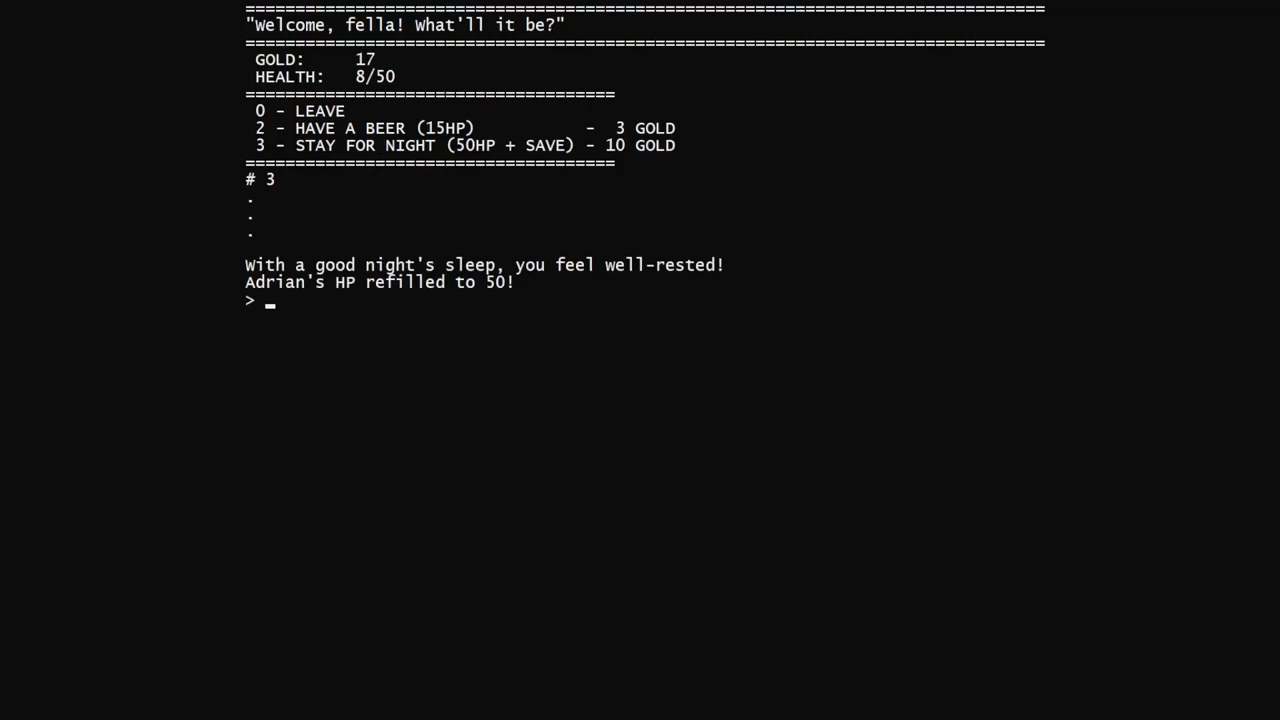 ================================================================================
"Welcome, fella! What'll it be?"
================================================================================
GOLD:     17
HEALTH:   8/50
=====================================
0 - LEAVE
2 - HAVE A BEER (15HP)           -  3 GOLD
3 - STAY FOR NIGHT (50HP + SAVE) - 10 GOLD
=====================================
# 3
.
.
.
With a good night's sleep, you feel well-rested!
Adrian's HP refilled to 50!
> _